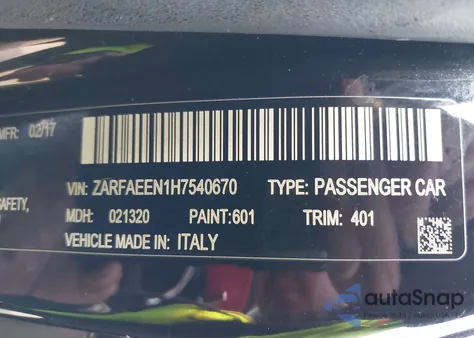 MFR: 02/17
VIN: ZARFAEEN1H7540670 TYPE: PASSENGER CAR
SAFETY,
MDH: 021320 PAINT:601 TRIM: 401
VEHICLE MADE IN: ITALY
autoSnap